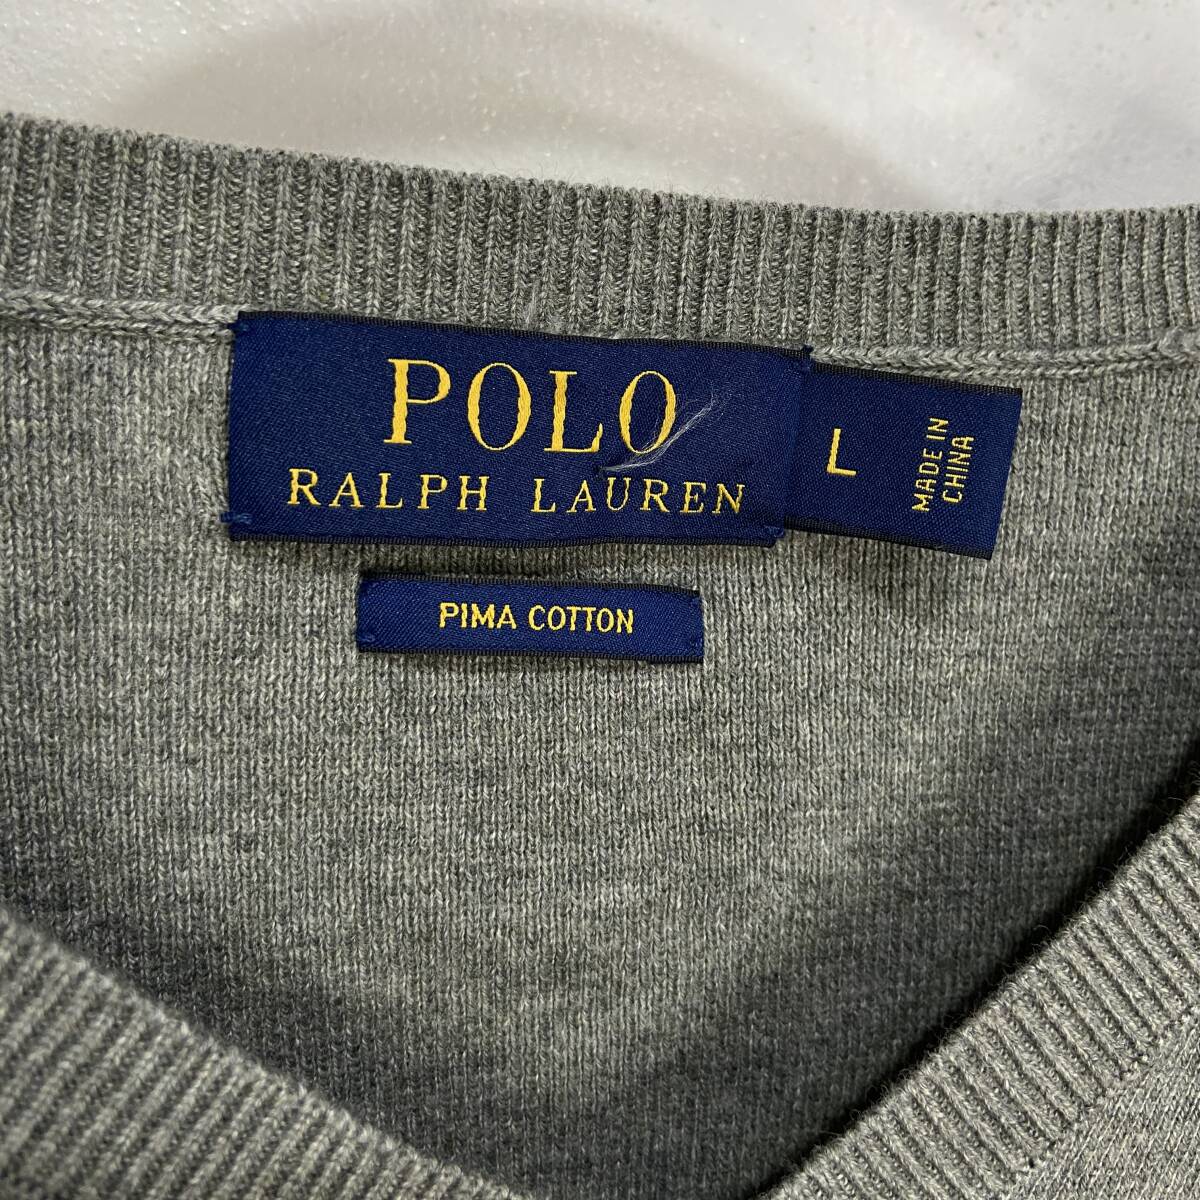 POLO
RALPH LAUREN
L
MADE IN
CHINA
PIMA COTTON